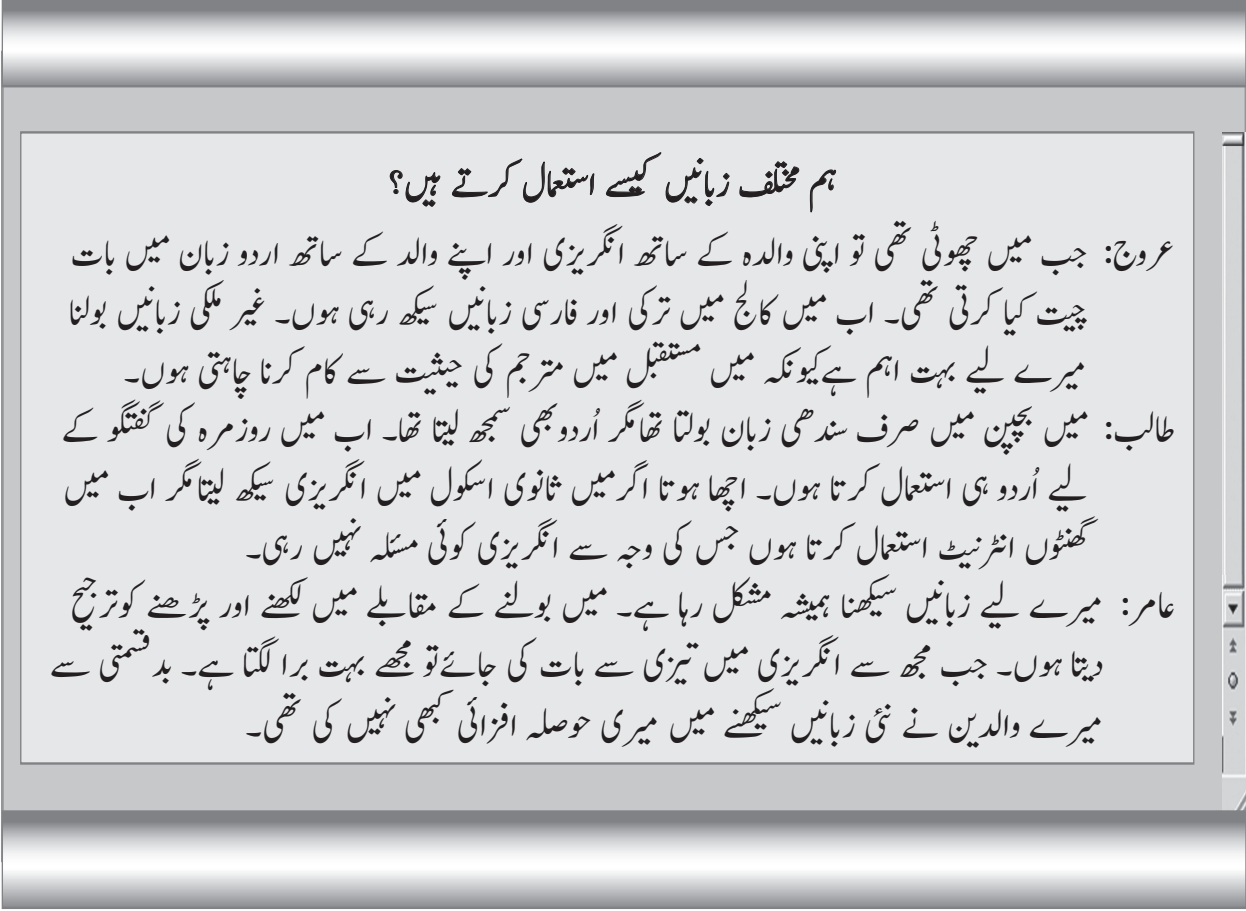 ہم مختلف زبانیں کیسے استعمال کرتے ہیں؟
عروج: جب میں چھوٹی تھی تو اپنی والدہ کے ساتھ انگریزی اور اپنے والد کے ساتھ اردو زبان میں بات
چیت کیا کرتی تھی۔ اب میں کالج میں ترکی اور فارسی زبانیں سیکھ رہی ہوں۔ غیر ملکی زبانیں بولنا
میرے لیے بہت اہم ہے کیونکہ میں مستقبل میں مترجم کی حیثیت سے کام کرنا چاہتی ہوں۔
طالب: میں بچپن میں صرف سندھی زبان بولتا تھا مگر اُردو بھی سمجھ لیتا تھا۔ اب میں روزمرہ کی گفتگو کے
لیے اُردو ہی استعمال کرتا ہوں۔ اچھا ہوتا اگر میں ثانوی اسکول میں انگریزی سیکھ لیتا مگر اب میں
گھنٹوں انٹرنیٹ استعمال کرتا ہوں جس کی وجہ سے انگریزی کوئی مسئلہ نہیں رہی۔
عامر: میرے لیے زبانیں سیکھنا ہمیشہ مشکل رہا ہے۔ میں بولنے کے مقابلے میں لکھنے اور پڑھنے کو ترجیح
دیتا ہوں۔ جب مجھ سے انگریزی میں تیزی سے بات کی جائے تو مجھے بہت برا لگتا ہے۔ بد قسمتی سے
میرے والدین نے نئی زبانیں سیکھنے میں میری حوصلہ افزائی کبھی نہیں کی تھی۔